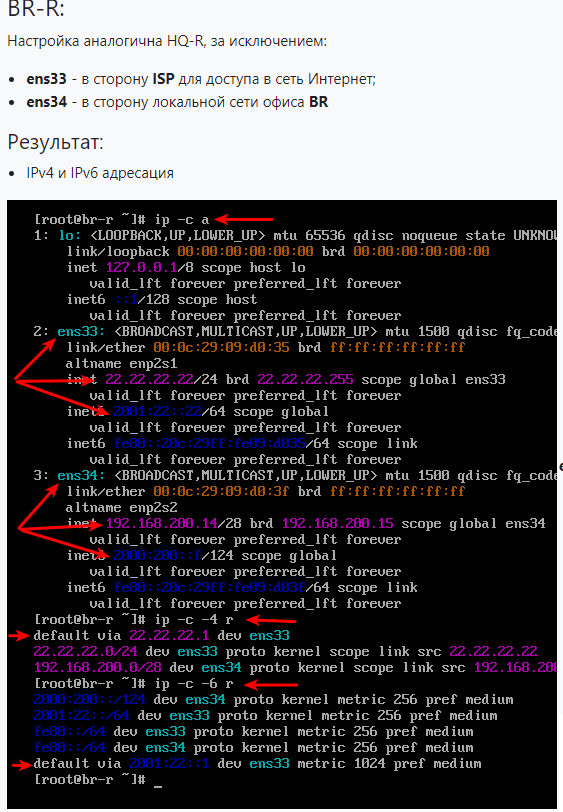 BR-R:
Настройка аналогична HQ-R, за исключением:
ens33 - в сторону ISP для доступа в сеть Интернет;
ens34 - в сторону локальной сети офиса BR
Результат:
IPv4 и IPv6 адресация
[root@br-r ~]# ip -c a
1: lo: <LOOPBACK,UP,LOWER_UP> mtu 65536 qdisc noqueue state UNKNOW
link/loopback 00:00:00:00:00:00 brd 00:00:00:00:00:00
inet 127.0.0.1/8 scope host lo
valid_lft forever preferred_lft forever
inet6 ::1/128 scope host
valid_lft forever preferred_lft forever
2: ens33: <BROADCAST,MULTICAST,UP,LOWER_UP> mtu 1500 qdisc fq_code
link/ether 00:0c:29:09:d0:35 brd ff:ff:ff:ff:ff:ff
altname enp2s1
inet 22.22.22.22/24 brd 22.22.22.255 scope global ens33
valid_lft forever preferred_lft forever
inet6 2001:22::22/64 scope global
valid_lft forever preferred_lft forever
inet6 fe80::20c:29ff:fe09:d035/64 scope link
valid_lft forever preferred_lft forever
3: ens34: <BROADCAST,MULTICAST,UP,LOWER_UP> mtu 1500 qdisc fq_code
link/ether 00:0c:29:09:d0:3f brd ff:ff:ff:ff:ff:ff
altname enp2s2
inet 192.168.200.14/28 brd 192.168.200.15 scope global ens34
valid_lft forever preferred_lft forever
inet6 2000:200::f/124 scope global
valid_lft forever preferred_lft forever
inet6 fe80::20c:29ff:fe09:d03f/64 scope link
valid_lft forever preferred_lft forever
[root@br-r ~]# ip -c -4 r
default via 22.22.22.1 dev ens33
22.22.22.0/24 dev ens33 proto kernel scope link src 22.22.22.22
192.168.200.0/28 dev ens34 proto kernel scope link src 192.168.200
[root@br-r ~]# ip -c -6 r
2000:200::/124 dev ens34 proto kernel metric 256 pref medium
2001:22::/64 dev ens33 proto kernel metric 256 pref medium
fe80::/64 dev ens33 proto kernel metric 256 pref medium
fe80::/64 dev ens34 proto kernel metric 256 pref medium
default via 2001:22::1 dev ens33 metric 1024 pref medium
[root@br-r ~]# _